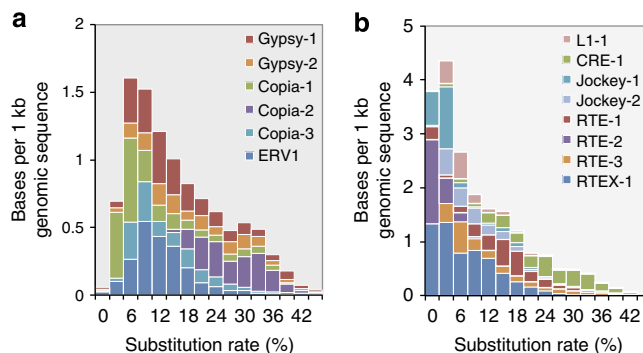 a
Bases per 1 kb
genomic sequence
2
1.5
1
0.5
0
Gypsy-1
Gypsy-2
Copia-1
Copia-2
Copia-3
ERV1
0 6 12 18 24 30 36 42
Substitution rate (%)
b
Bases per 1 kb
genomic sequence
5
4
3
2
1
0
L1-1
CRE-1
Jockey-1
Jockey-2
RTE-1
RTE-2
RTE-3
RTEX-1
0 6 12 18 24 30 36 42
Substitution rate (%)